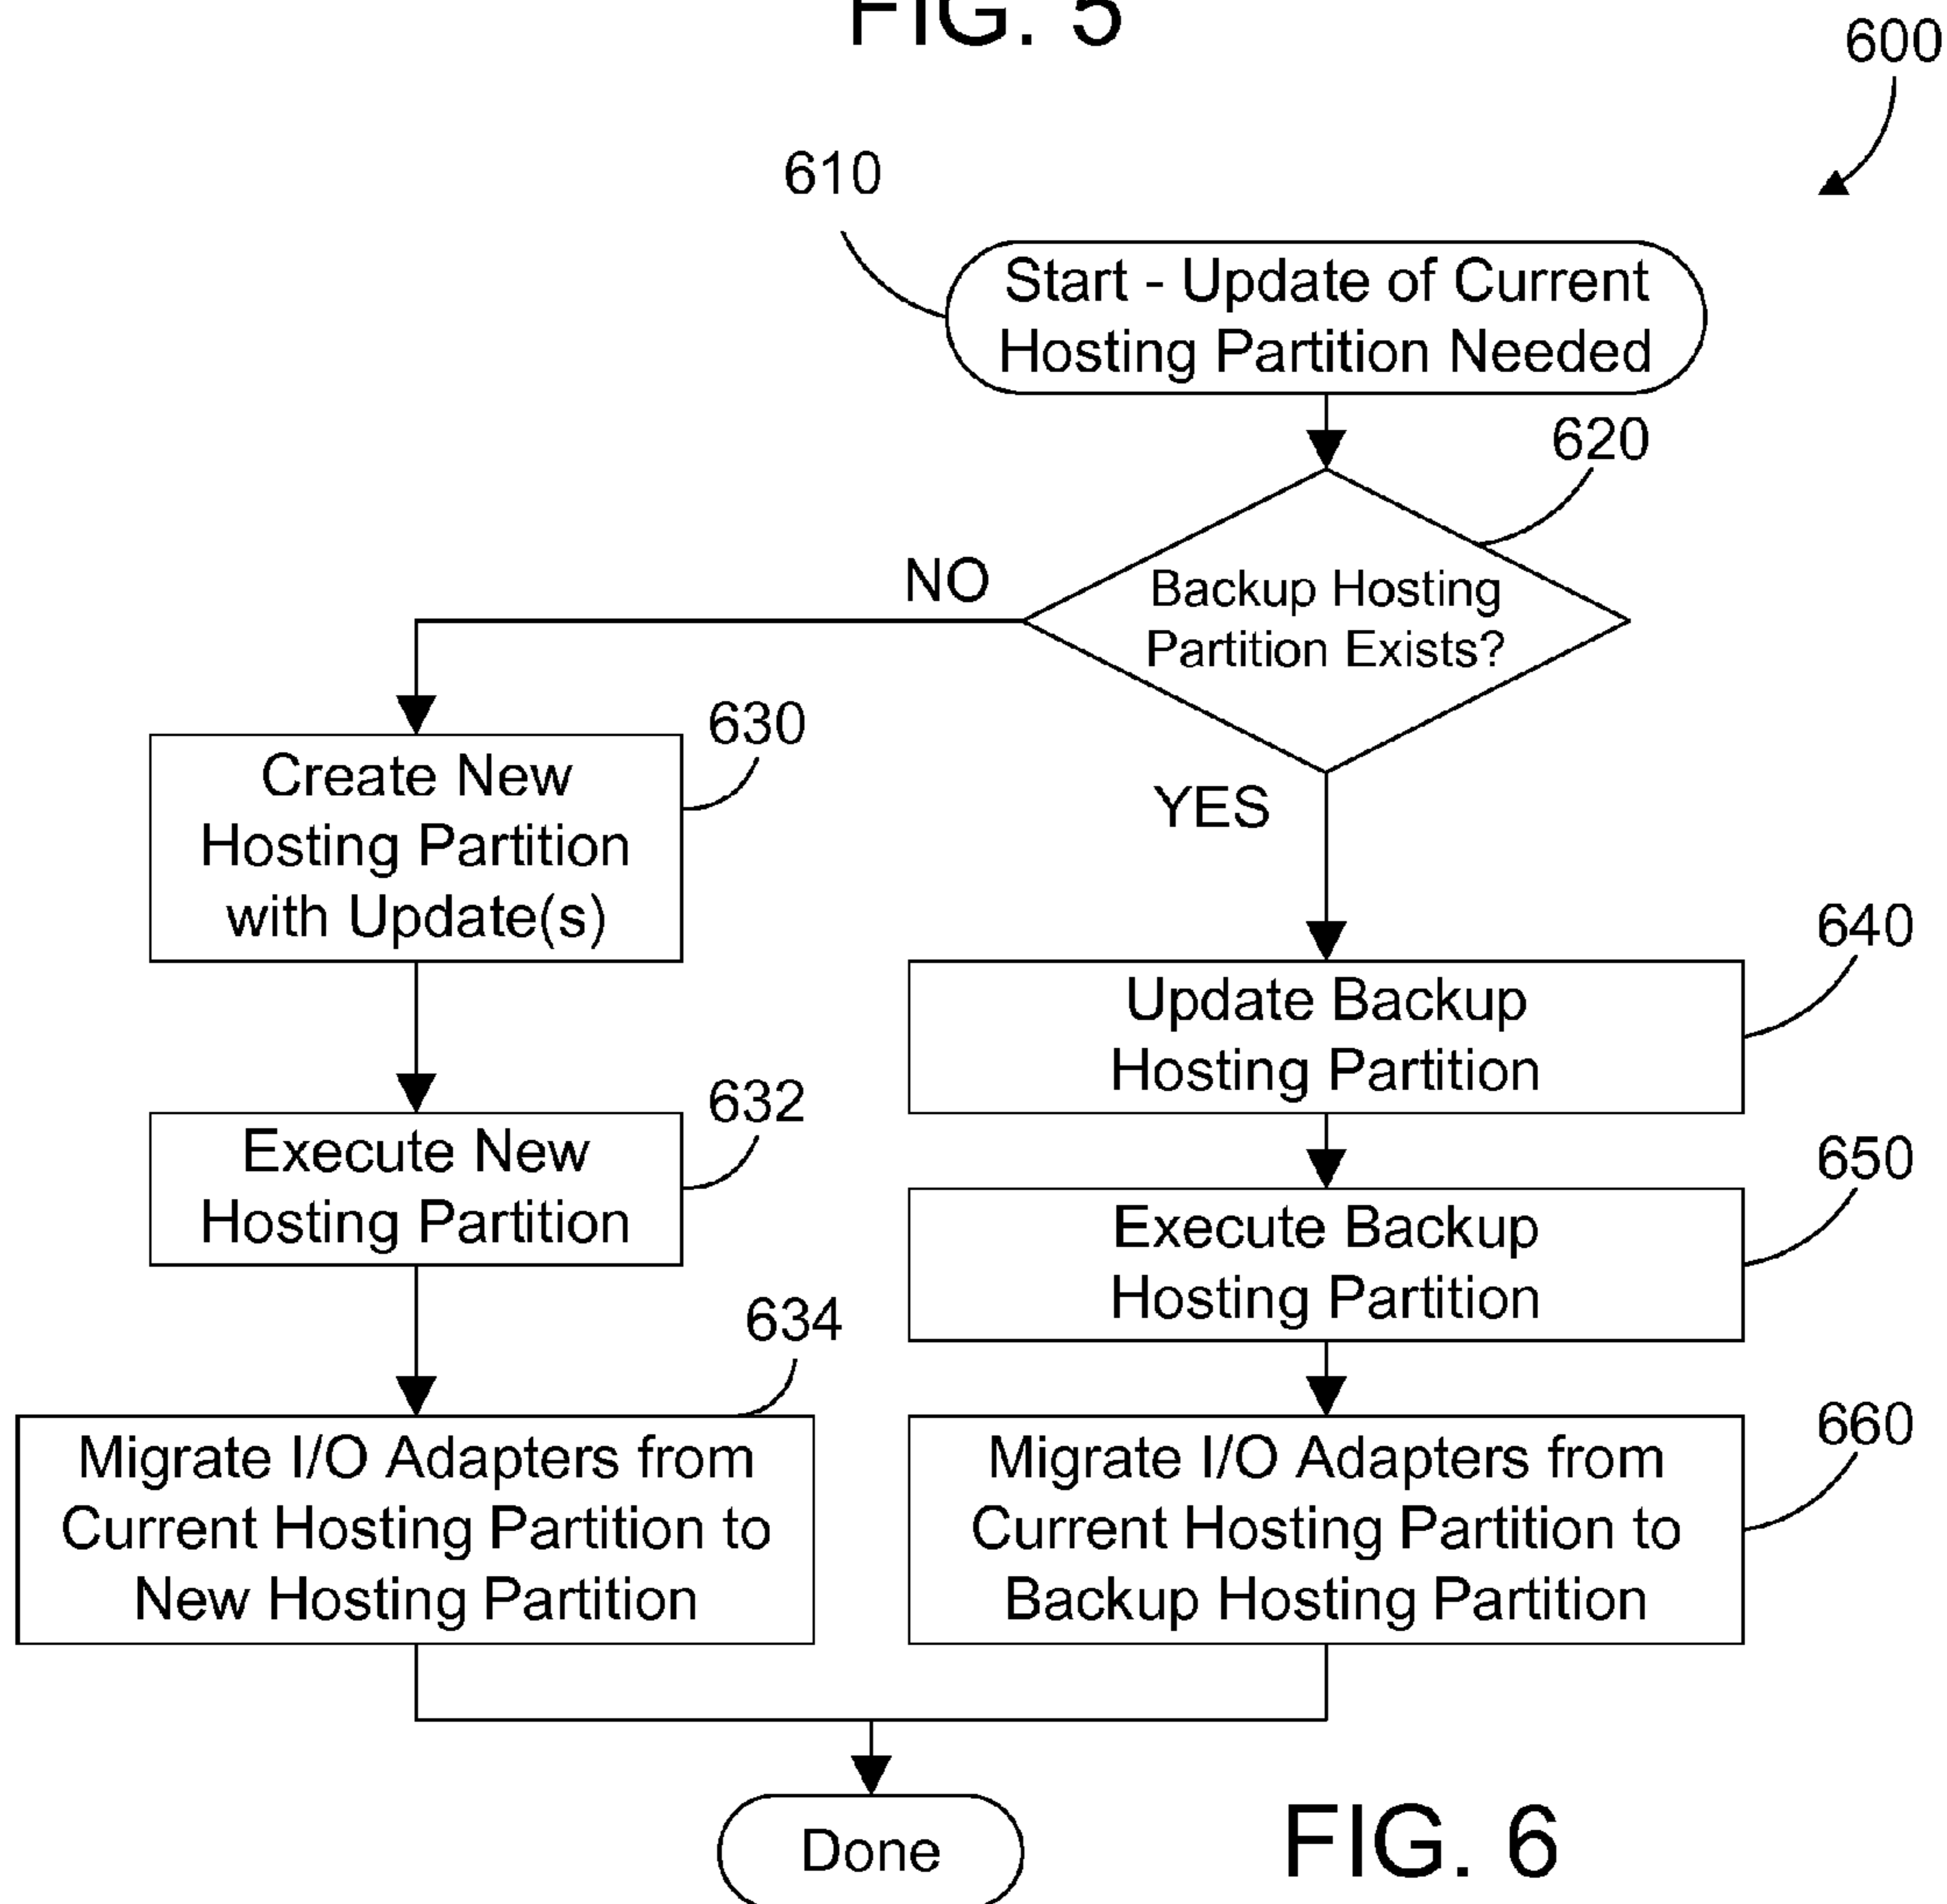 FIG. 5
600
610
Start - Update of Current
Hosting Partition Needed
620
Backup Hosting
Partition Exists?
NO
YES
630
Create New
Hosting Partition
with Update(s)
632
Execute New
Hosting Partition
634
Migrate I/O Adapters from
Current Hosting Partition to
New Hosting Partition
640
Update Backup
Hosting Partition
650
Execute Backup
Hosting Partition
660
Migrate I/O Adapters from
Current Hosting Partition to
Backup Hosting Partition
Done
FIG. 6